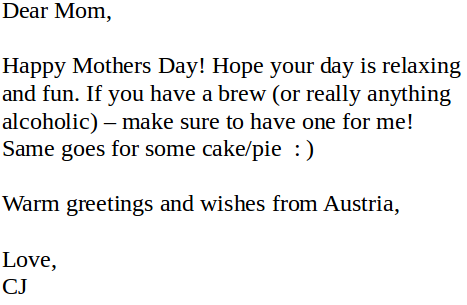 Dear Mom,
Happy Mothers Day! Hope your day is relaxing
and fun. If you have a brew (or really anything
alcoholic) – make sure to have one for me!
Same goes for some cake/pie  : )
Warm greetings and wishes from Austria,
Love,
CJ